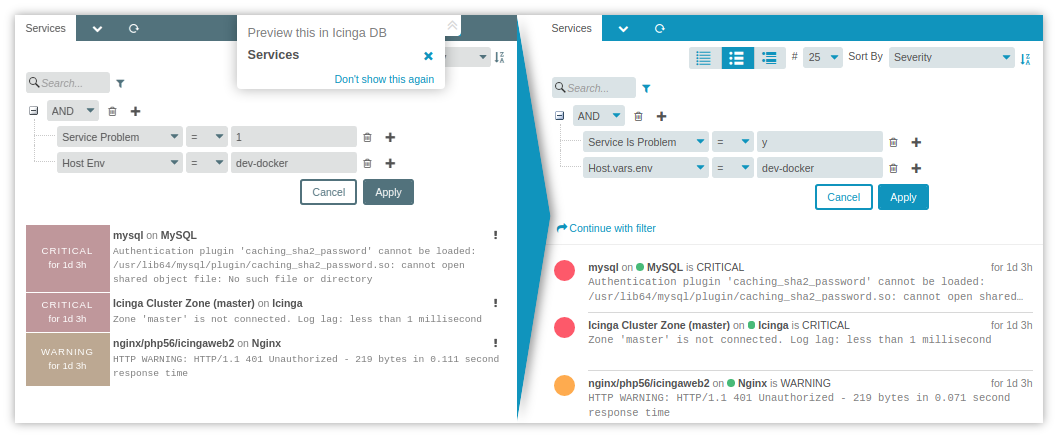 Services
Preview this in Icinga DB
Services
Don't show this again
Search...
AND
Service Problem = 1
Host Env = dev-docker
Cancel Apply
CRITICAL
for 1d 3h
mysql on MySQL
Authentication plugin 'caching_sha2_password' cannot be loaded:
/usr/lib64/mysql/plugin/caching_sha2_password.so: cannot open
shared object file: No such file or directory
CRITICAL
for 1d 3h
Icinga Cluster Zone (master) on Icinga
Zone 'master' is not connected. Log lag: less than 1 millisecond
WARNING
for 1d 3h
nginx/php56/icingaweb2 on Nginx
HTTP WARNING: HTTP/1.1 401 Unauthorized - 219 bytes in 0.111 second
response time
Services
# 25 Sort By Severity
Search...
AND
Service Is Problem = y
Host.vars.env = dev-docker
Cancel Apply
Continue with filter
mysql on MySQL is CRITICAL for 1d 3h
Authentication plugin 'caching_sha2_password' cannot be loaded:
/usr/lib64/mysql/plugin/caching_sha2_password.so: cannot open shared…
Icinga Cluster Zone (master) on Icinga is CRITICAL for 1d 3h
Zone 'master' is not connected. Log lag: less than 1 millisecond
nginx/php56/icingaweb2 on Nginx is WARNING for 1d 3h
HTTP WARNING: HTTP/1.1 401 Unauthorized - 219 bytes in 0.071 second
response time